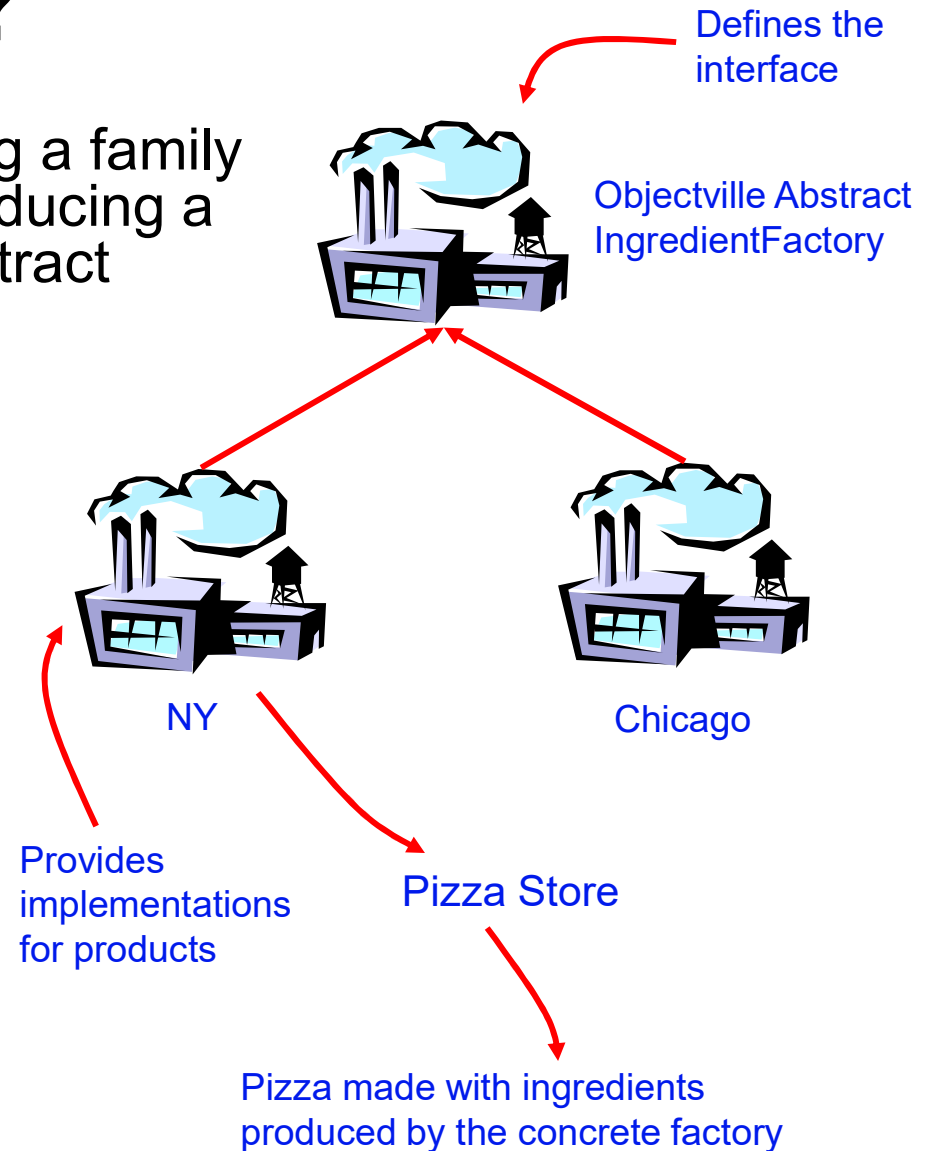 Defines the
interface
g a family
ducing a
tract
Objectville Abstract
IngredientFactory
NY
Chicago
Provides
implementations
for products
Pizza Store
Pizza made with ingredients
produced by the concrete factory